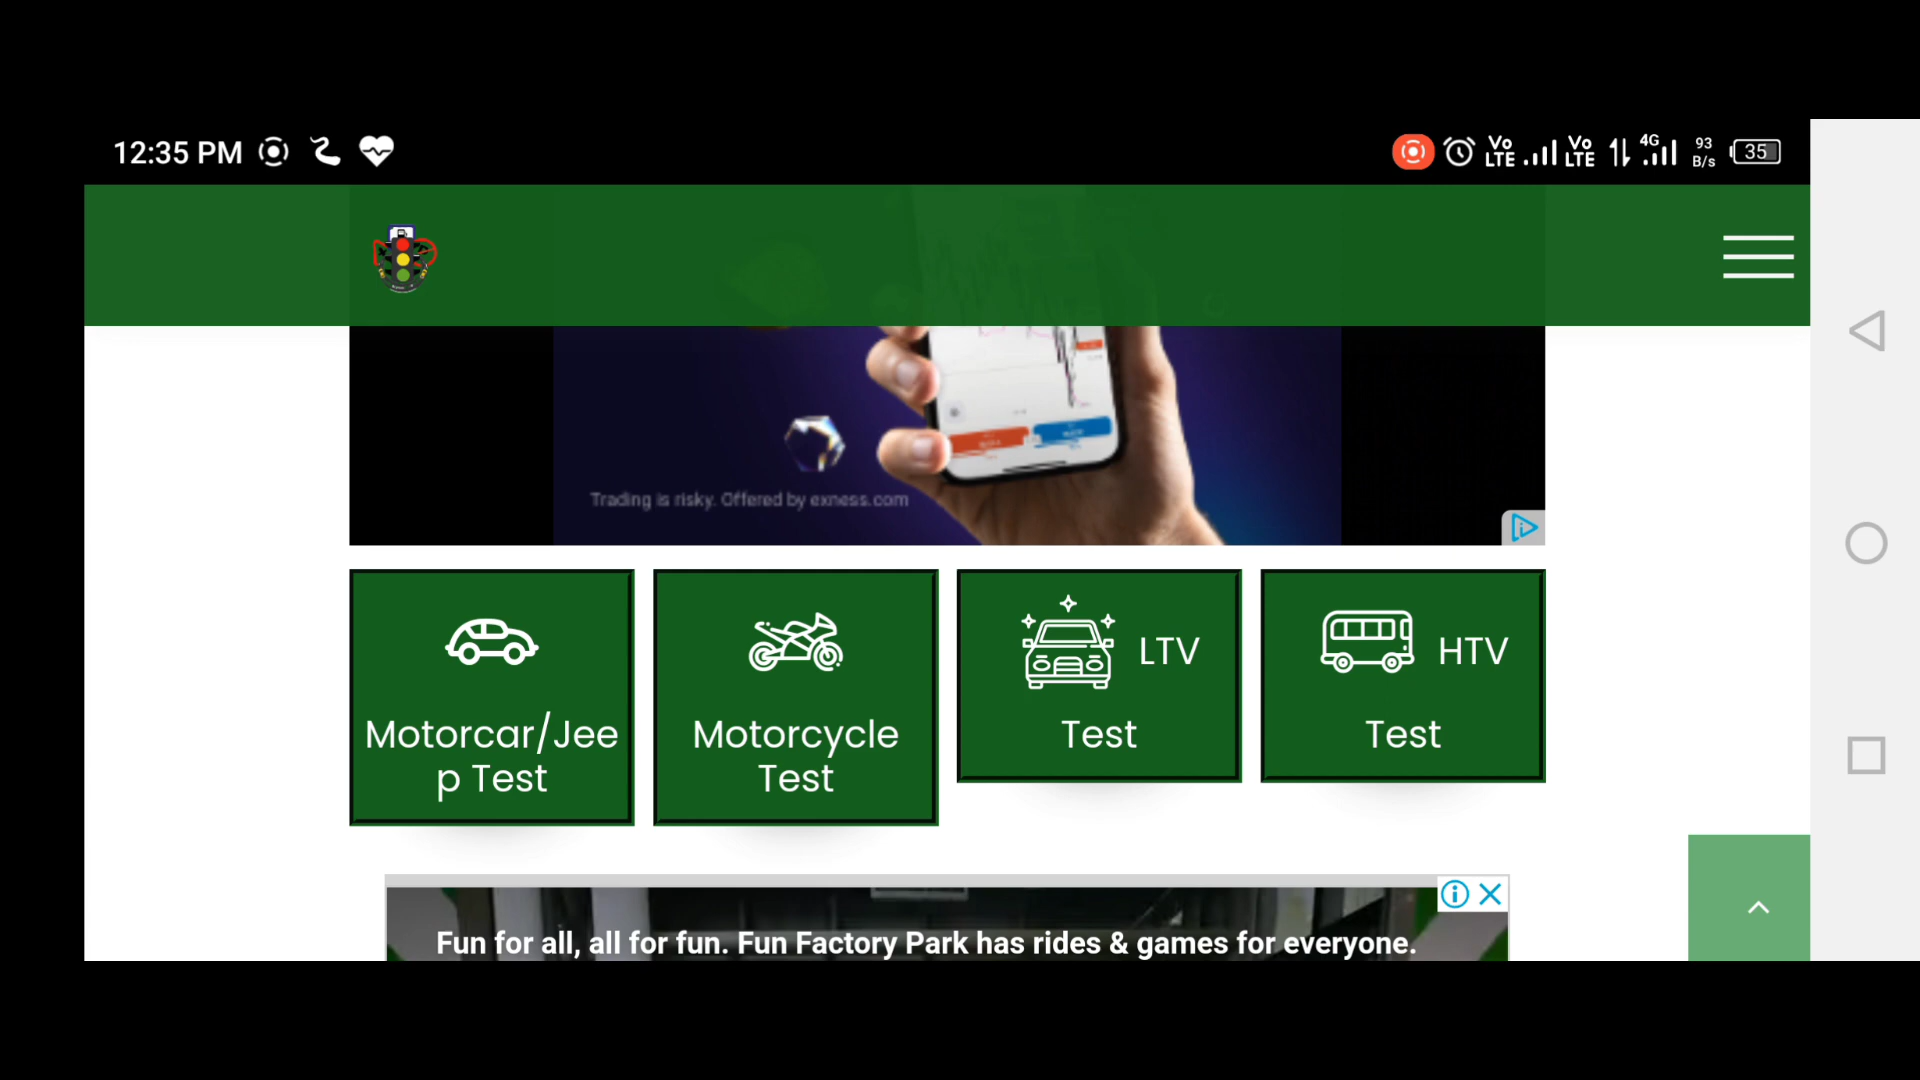 12:35 PM
Vo LTE
Vo LTE
4G
93 B/s
35
Trading is risky. Offered by exness.com
Motorcar/Jee
p Test
Motorcycle
Test
LTV
Test
HTV
Test
Fun for all, all for fun. Fun Factory Park has rides & games for everyone.